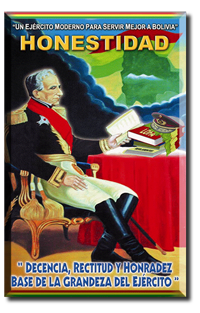 "UN EJÉRCITO MODERNO PARA SERVIR MEJOR A BOLIVIA"
HONESTIDAD
" DECENCIA, RECTITUD Y HONRADEZ
BASE DE LA GRANDEZA DEL EJÉRCITO "